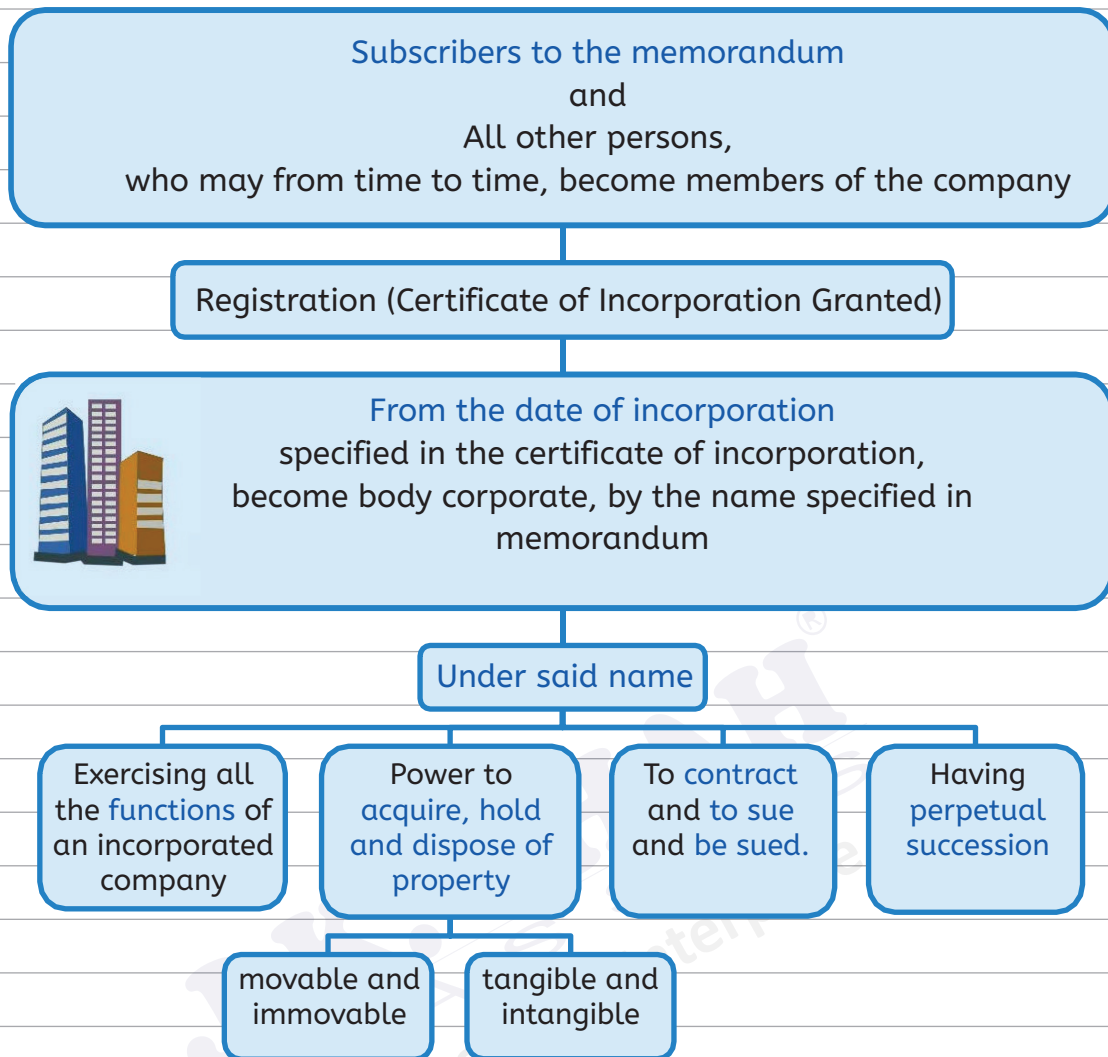 Subscribers to the memorandum
and
All other persons,
who may from time to time, become members of the company
Registration (Certificate of Incorporation Granted)
From the date of incorporation
specified in the certificate of incorporation,
become body corporate, by the name specified in
memorandum
Under said name
Exercising all
the functions of
an incorporated
company
Power to
acquire, hold
and dispose of
property
To contract
and to sue
and be sued.
Having
perpetual
succession
movable and
immovable
tangible and
intangible